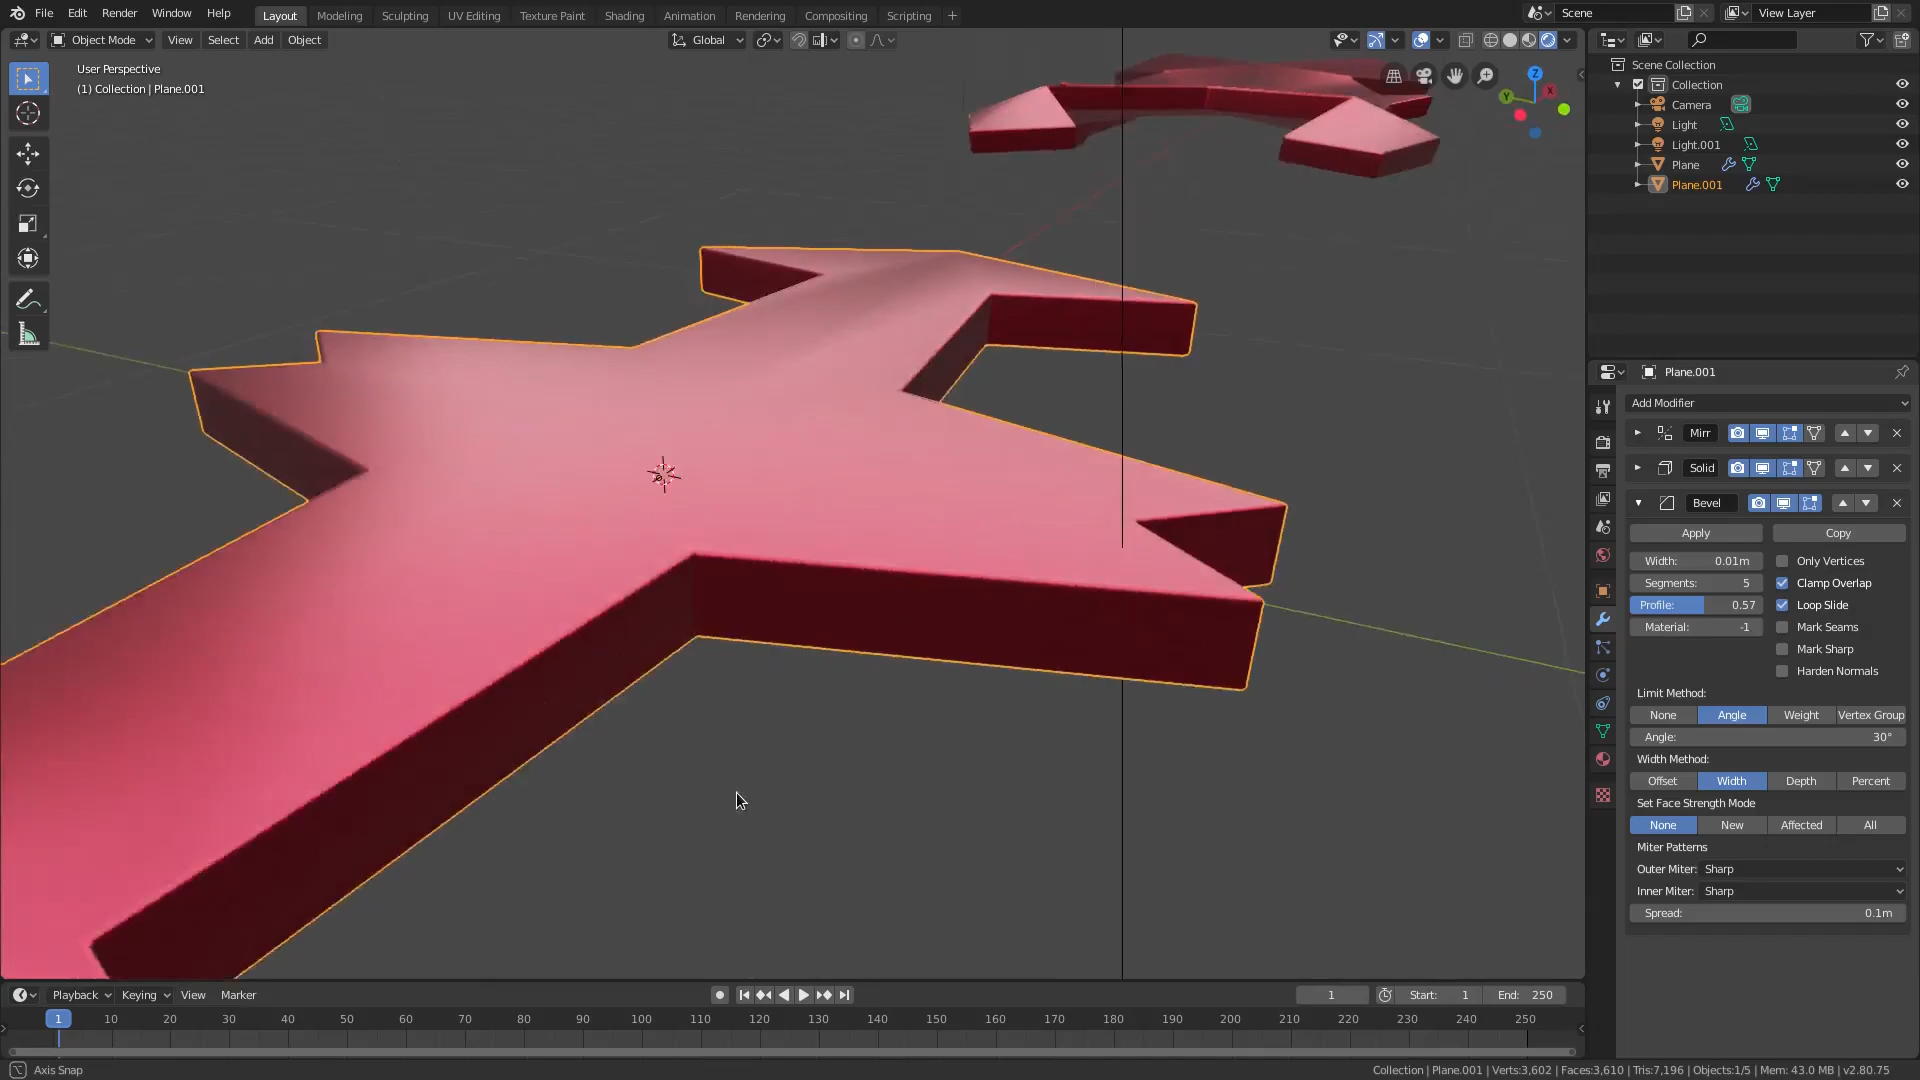 File Edit Render Window Help Layout Modeling Sculpting UV Editing Texture Paint Shading Animation Rendering Compositing Scripting + Scene View Layer
Object Mode View Select Add Object Global
User Perspective
(1) Collection | Plane.001
Z
Y
X
Scene Collection
Collection
Camera
Light
Light.001
Plane
Plane.001
Plane.001
Add Modifier
Mirr
Solid
Bevel
Apply Copy
Width: 0.01m Only Vertices
Segments: 5 Clamp Overlap
Profile: 0.57 Loop Slide
Material: -1 Mark Seams
Mark Sharp
Harden Normals
Limit Method:
None Angle Weight Vertex Group
Angle: 30°
Width Method:
Offset Width Depth Percent
Set Face Strength Mode
None New Affected All
Miter Patterns
Outer Miter: Sharp
Inner Miter: Sharp
Spread: 0.1m
Playback Keying View Marker 1 Start: 1 End: 250
1 10 20 30 40 50 60 70 80 90 100 110 120 130 140 150 160 170 180 190 200 210 220 230 240 250
Axis Snap Collection | Plane.001 | Verts:3,602 | Faces:3,610 | Tris:7,196 | Objects:1/5 | Mem: 43.0 MB | v2.80.75